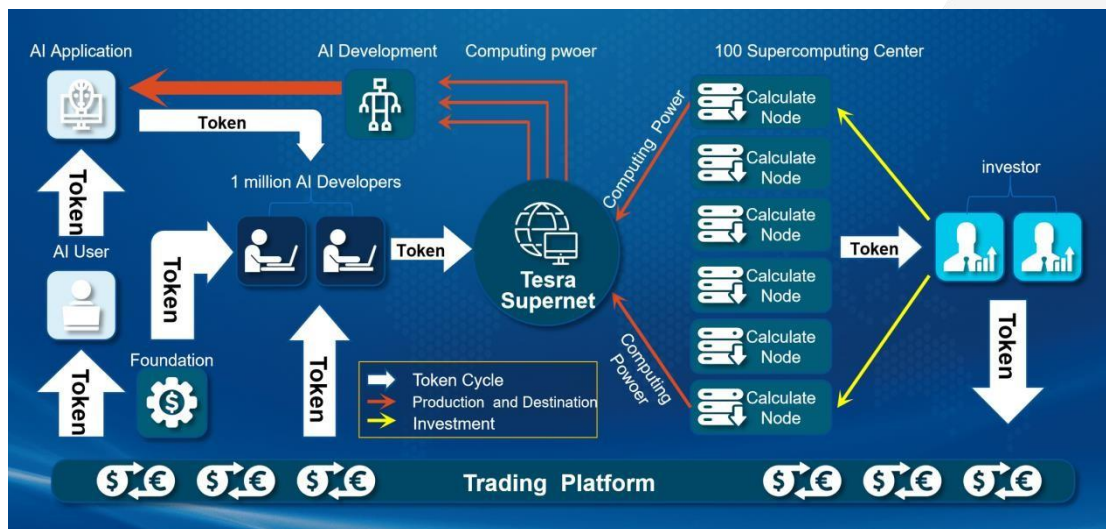 AI Application
AI Development
Computing pwoer
100 Supercomputing Center
Token
Computing Power
Calculate
Node
Calculate
Node
Calculate
Node
Calculate
Node
Calculate
Node
Calculate
Node
investor
1 million AI Developers
Token
AI User
Token
Token
Tesra
Supernet
Token
Token
Foundation
Token
Token
Computing
Powoer
Token Cycle
Production and Destination
Investment
$ €
$ €
$ €
Trading Platform
$ €
$ €
$ €